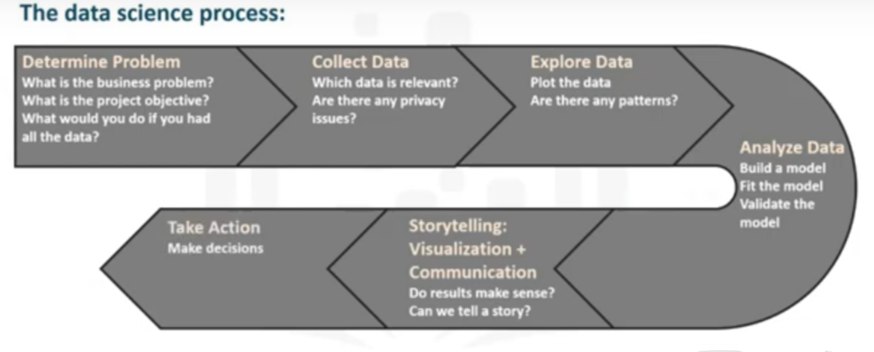 The data science process:
Determine Problem
What is the business problem?
What is the project objective?
What would you do if you had
all the data?
Collect Data
Which data is relevant?
Are there any privacy
issues?
Explore Data
Plot the data
Are there any patterns?
Analyze Data
Build a model
Fit the model
Validate the
model
Storytelling:
Visualization +
Communication
Do results make sense?
Can we tell a story?
Take Action
Make decisions